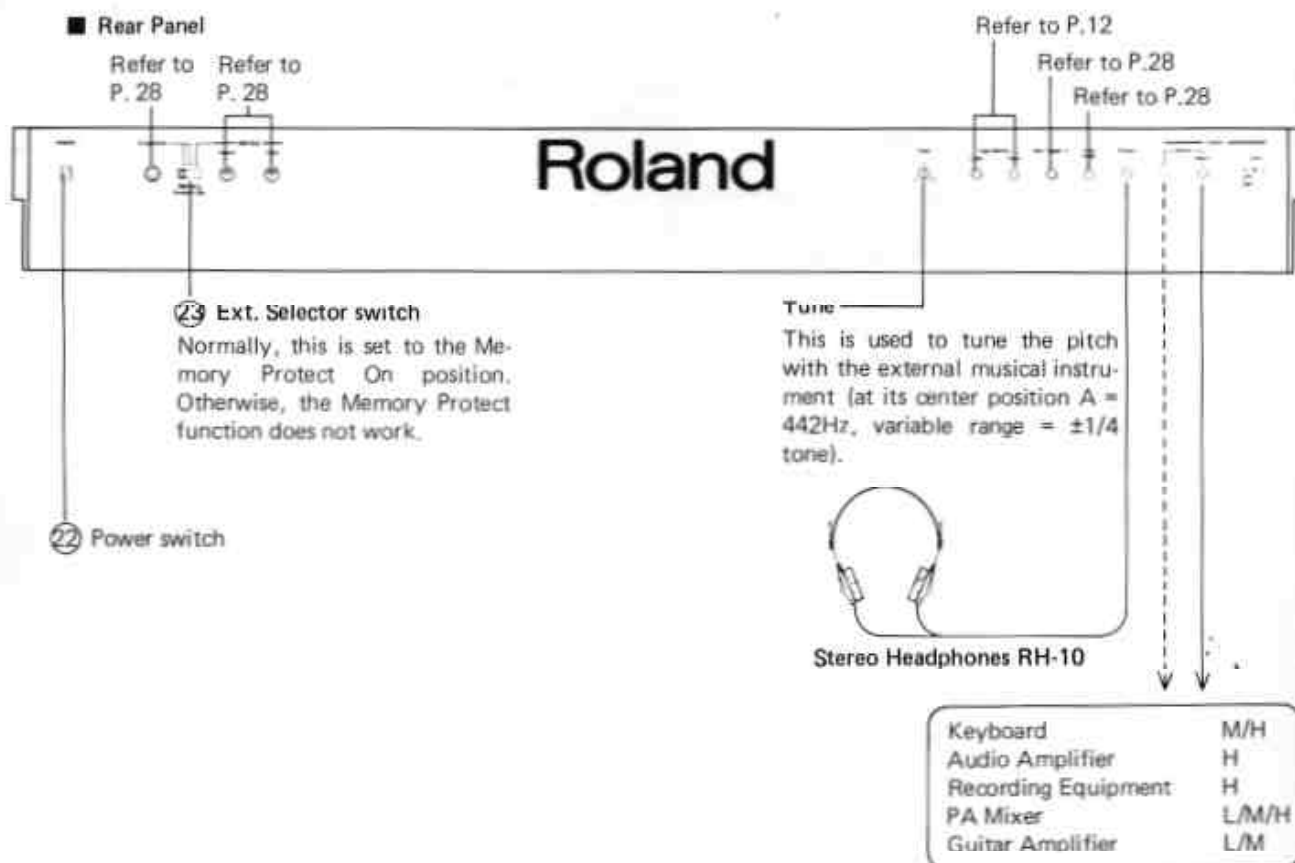 ■ Rear Panel
Refer to P. 28
Refer to P. 28
Refer to P.12
Refer to P.28
Refer to P.28
Roland
23 Ext. Selector switch
Normally, this is set to the Me-
mory Protect On position.
Otherwise, the Memory Protect
function does not work.
22 Power switch
Tune
This is used to tune the pitch
with the external musical instru-
ment (at its center position A =
442Hz, variable range = ±1/4
tone).
Stereo Headphones RH-10
Keyboard M/H
Audio Amplifier H
Recording Equipment H
PA Mixer L/M/H
Guitar Amplifier L/M